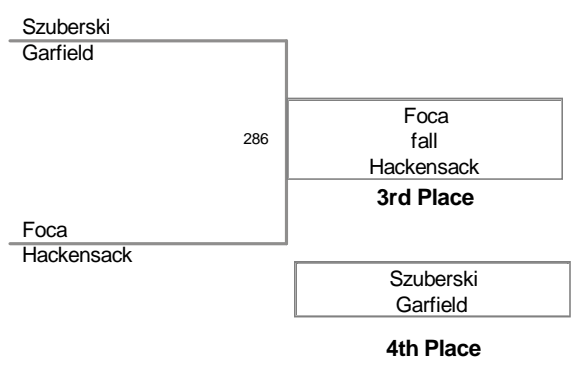 Szuberski
Garfield
286
Foca
fall
Hackensack
3rd Place
Foca
Hackensack
Szuberski
Garfield
4th Place